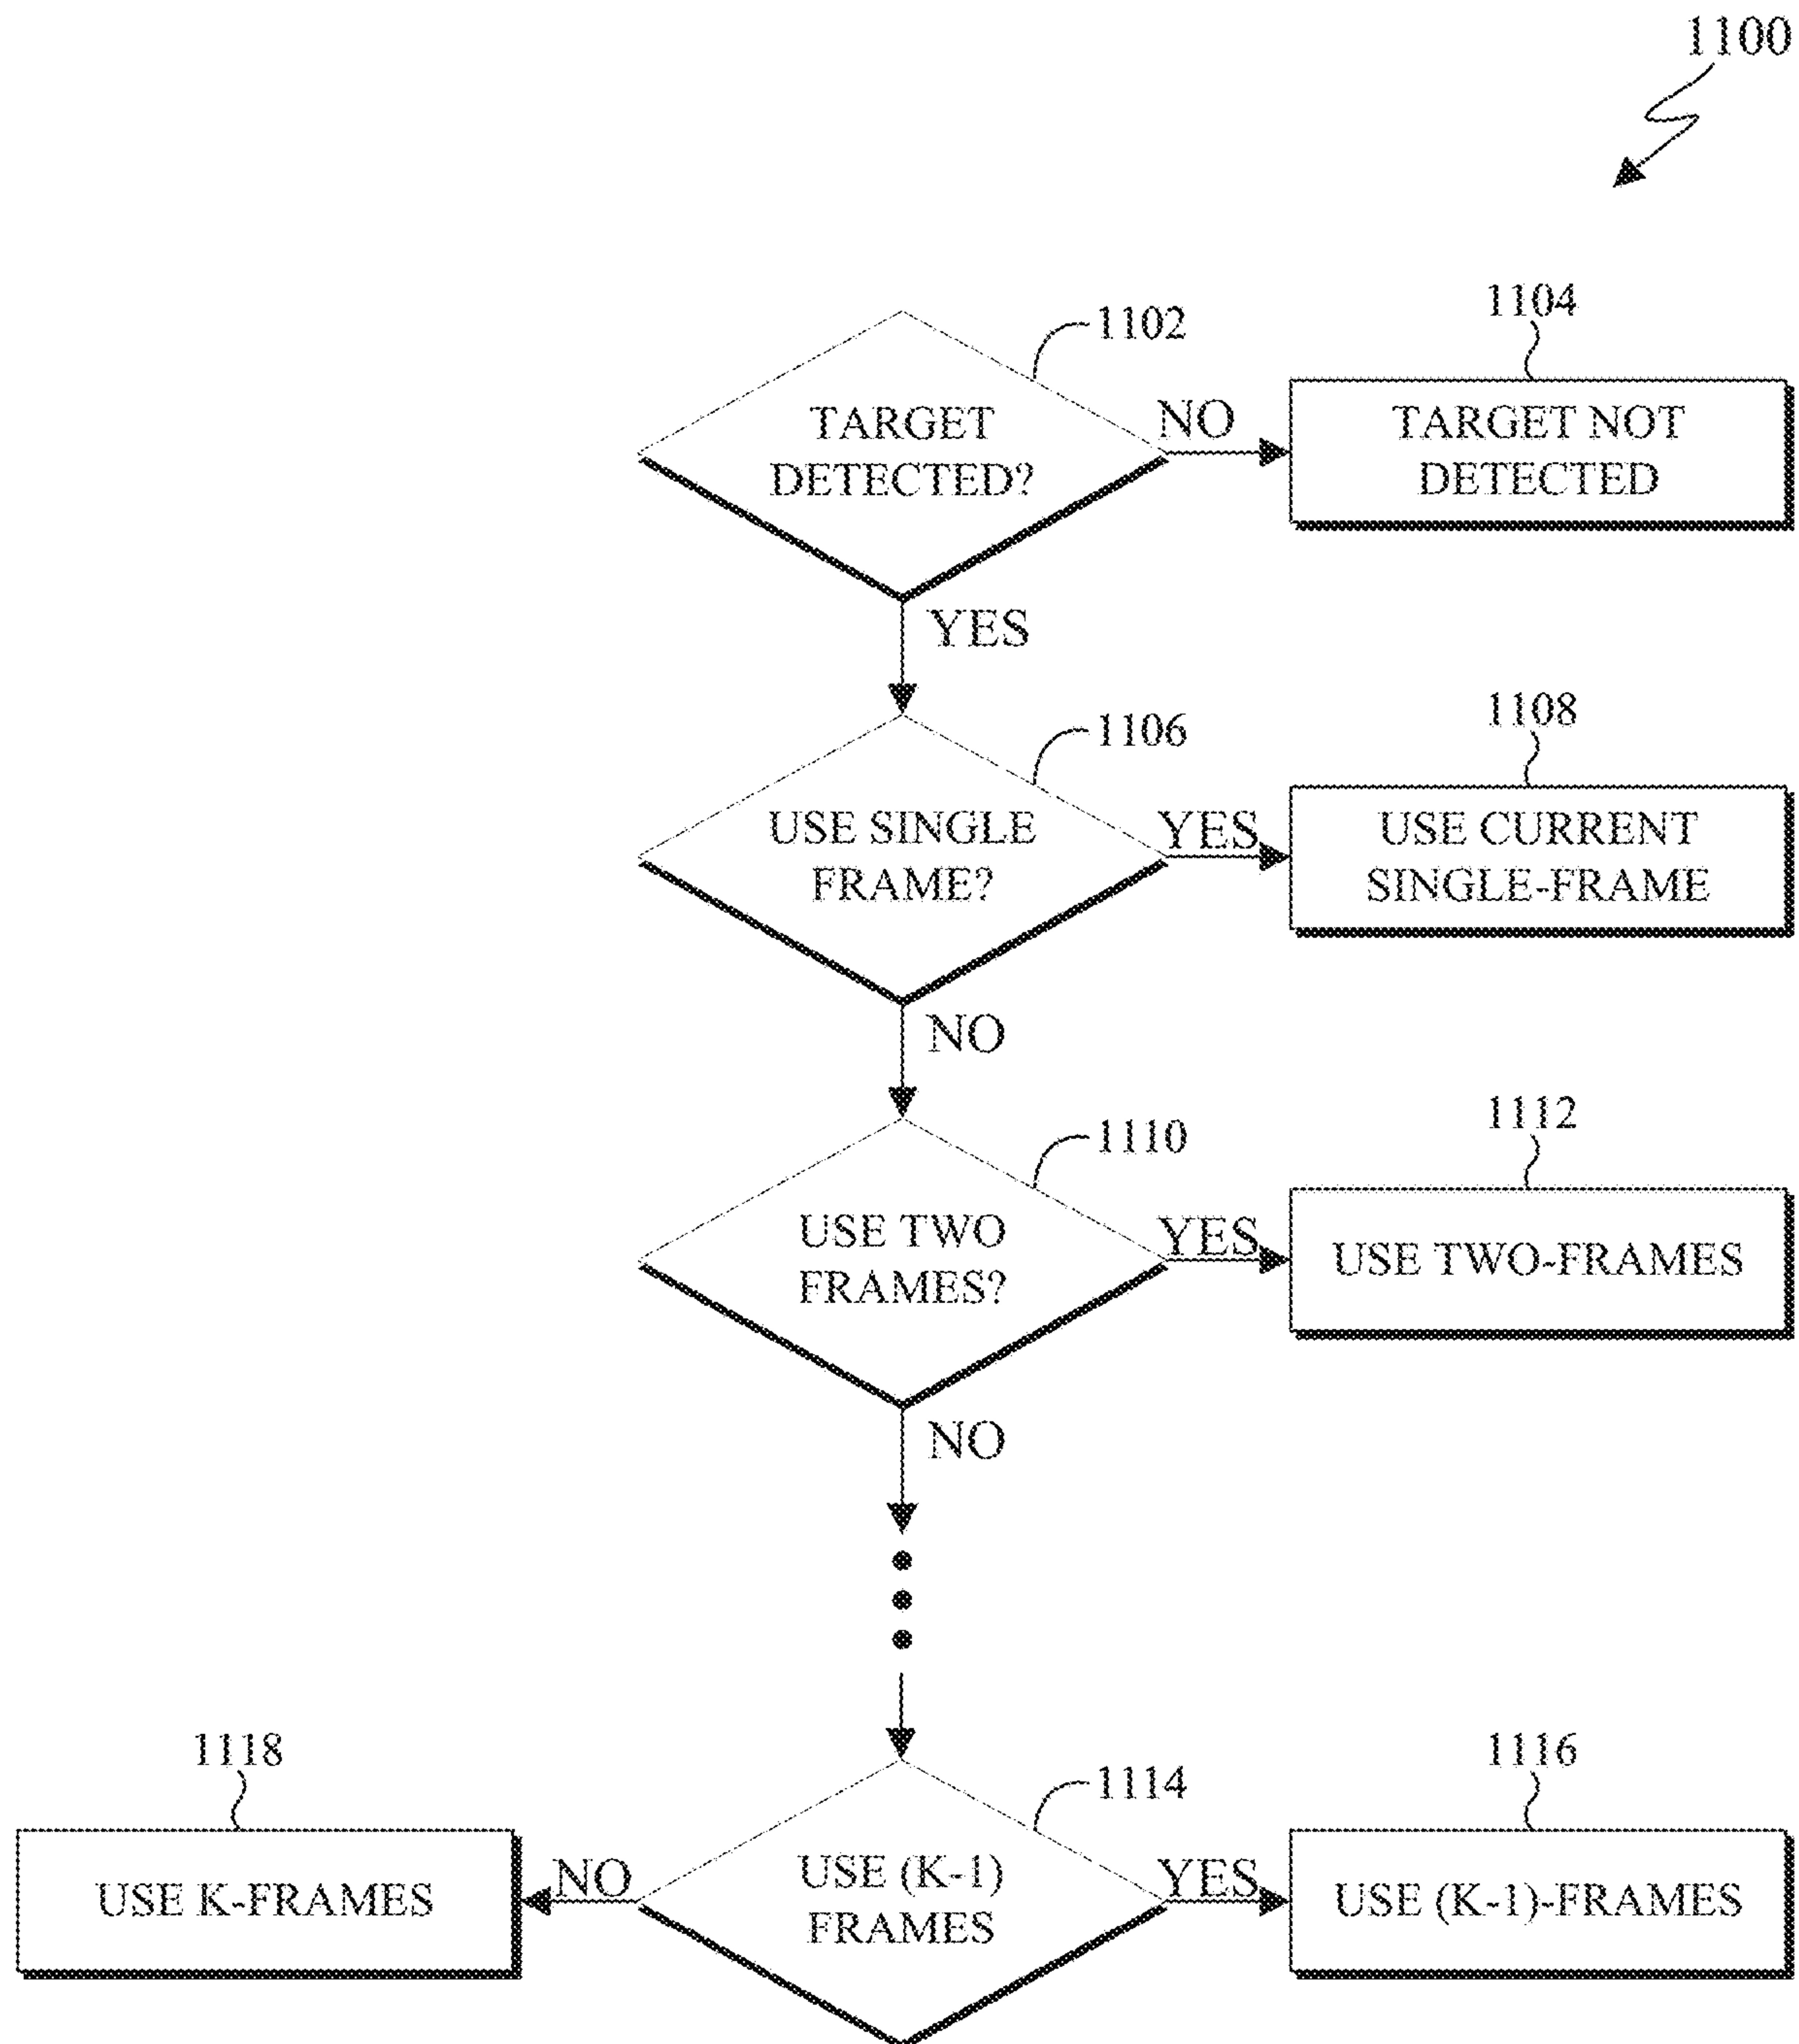 1100
1102
1104
TARGET
DETECTED?
NO
TARGET NOT
DETECTED
YES
1106
1108
USE SINGLE
FRAME?
YES
USE CURRENT
SINGLE-FRAME
NO
1110
1112
USE TWO
FRAMES?
YES
USE TWO-FRAMES
NO
1118
1114
1116
USE K-FRAMES
NO
USE (K-1)
FRAMES
YES
USE (K-1)-FRAMES